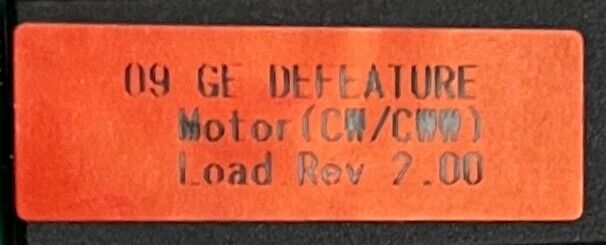 09 GE DEFEATURE
Motor(CW/CWW)
Load Rev 2.00